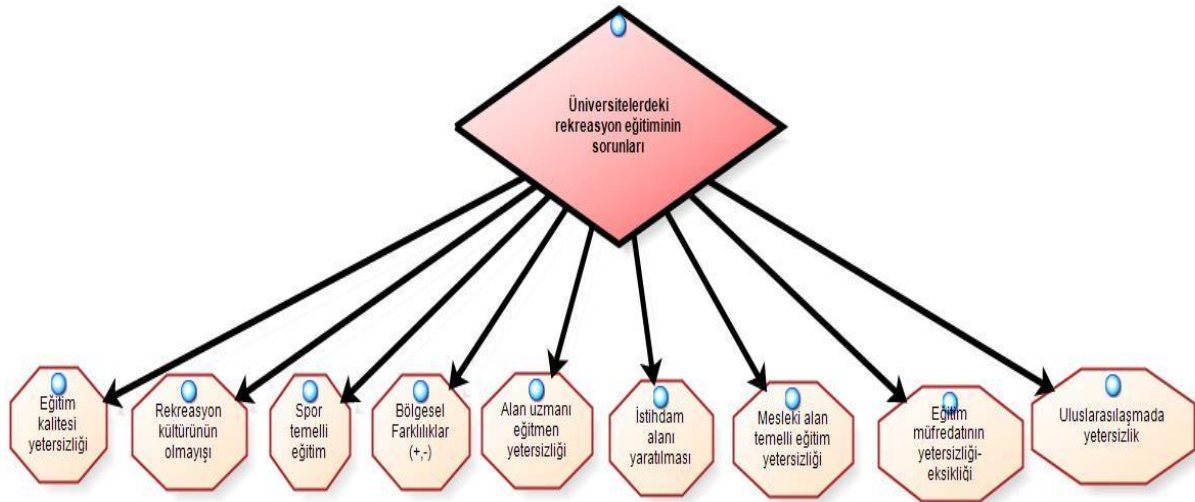 Üniversitelerdeki
rekreasyon eğitiminin
sorunları
Eğitim
kalitesi
yetersizliği
Rekreasyon
kültürünün
olmayışı
Spor
temelli
eğitim
Bölgesel
Farklılıklar
(+,-)
Alan uzmanı
eğitmen
yetersizliği
İstihdam
alanı
yaratılması
Mesleki alan
temelli eğitim
yetersizliği
Eğitim
müfredatının
yetersizliği-
eksikliği
Uluslarasılaşmada
yetersizlik